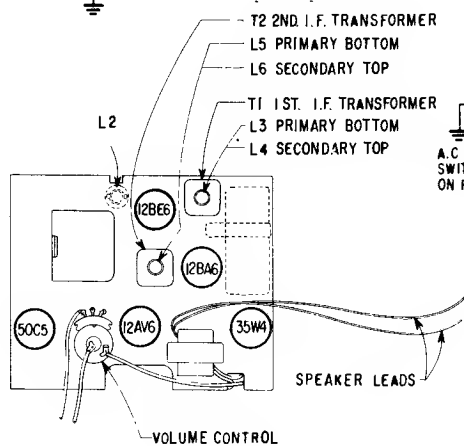 T2 2ND. I.F. TRANSFORMER
L5 PRIMARY BOTTOM
L6 SECONDARY TOP
T1 1ST. I.F. TRANSFORMER
L3 PRIMARY BOTTOM
L4 SECONDARY TOP
L2
A.C
SWIT
ON
12BE6
12BA6
50C5
12AV6
35W4
SPEAKER LEADS
VOLUME CONTROL